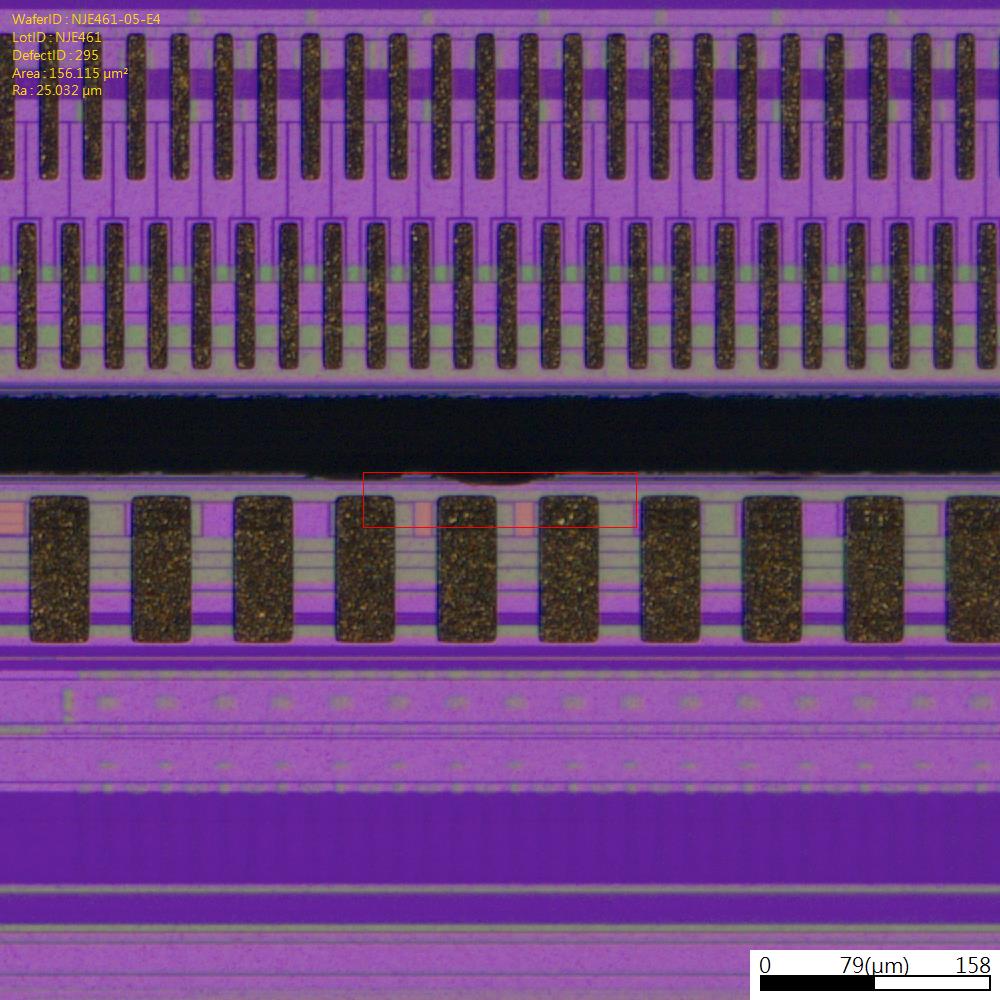 WaferID : NJE461-05-E4
LotID : NJE461
DefectID : 295
Area : 156.115 µm²
Ra : 25.032 µm
0 79(µm) 158